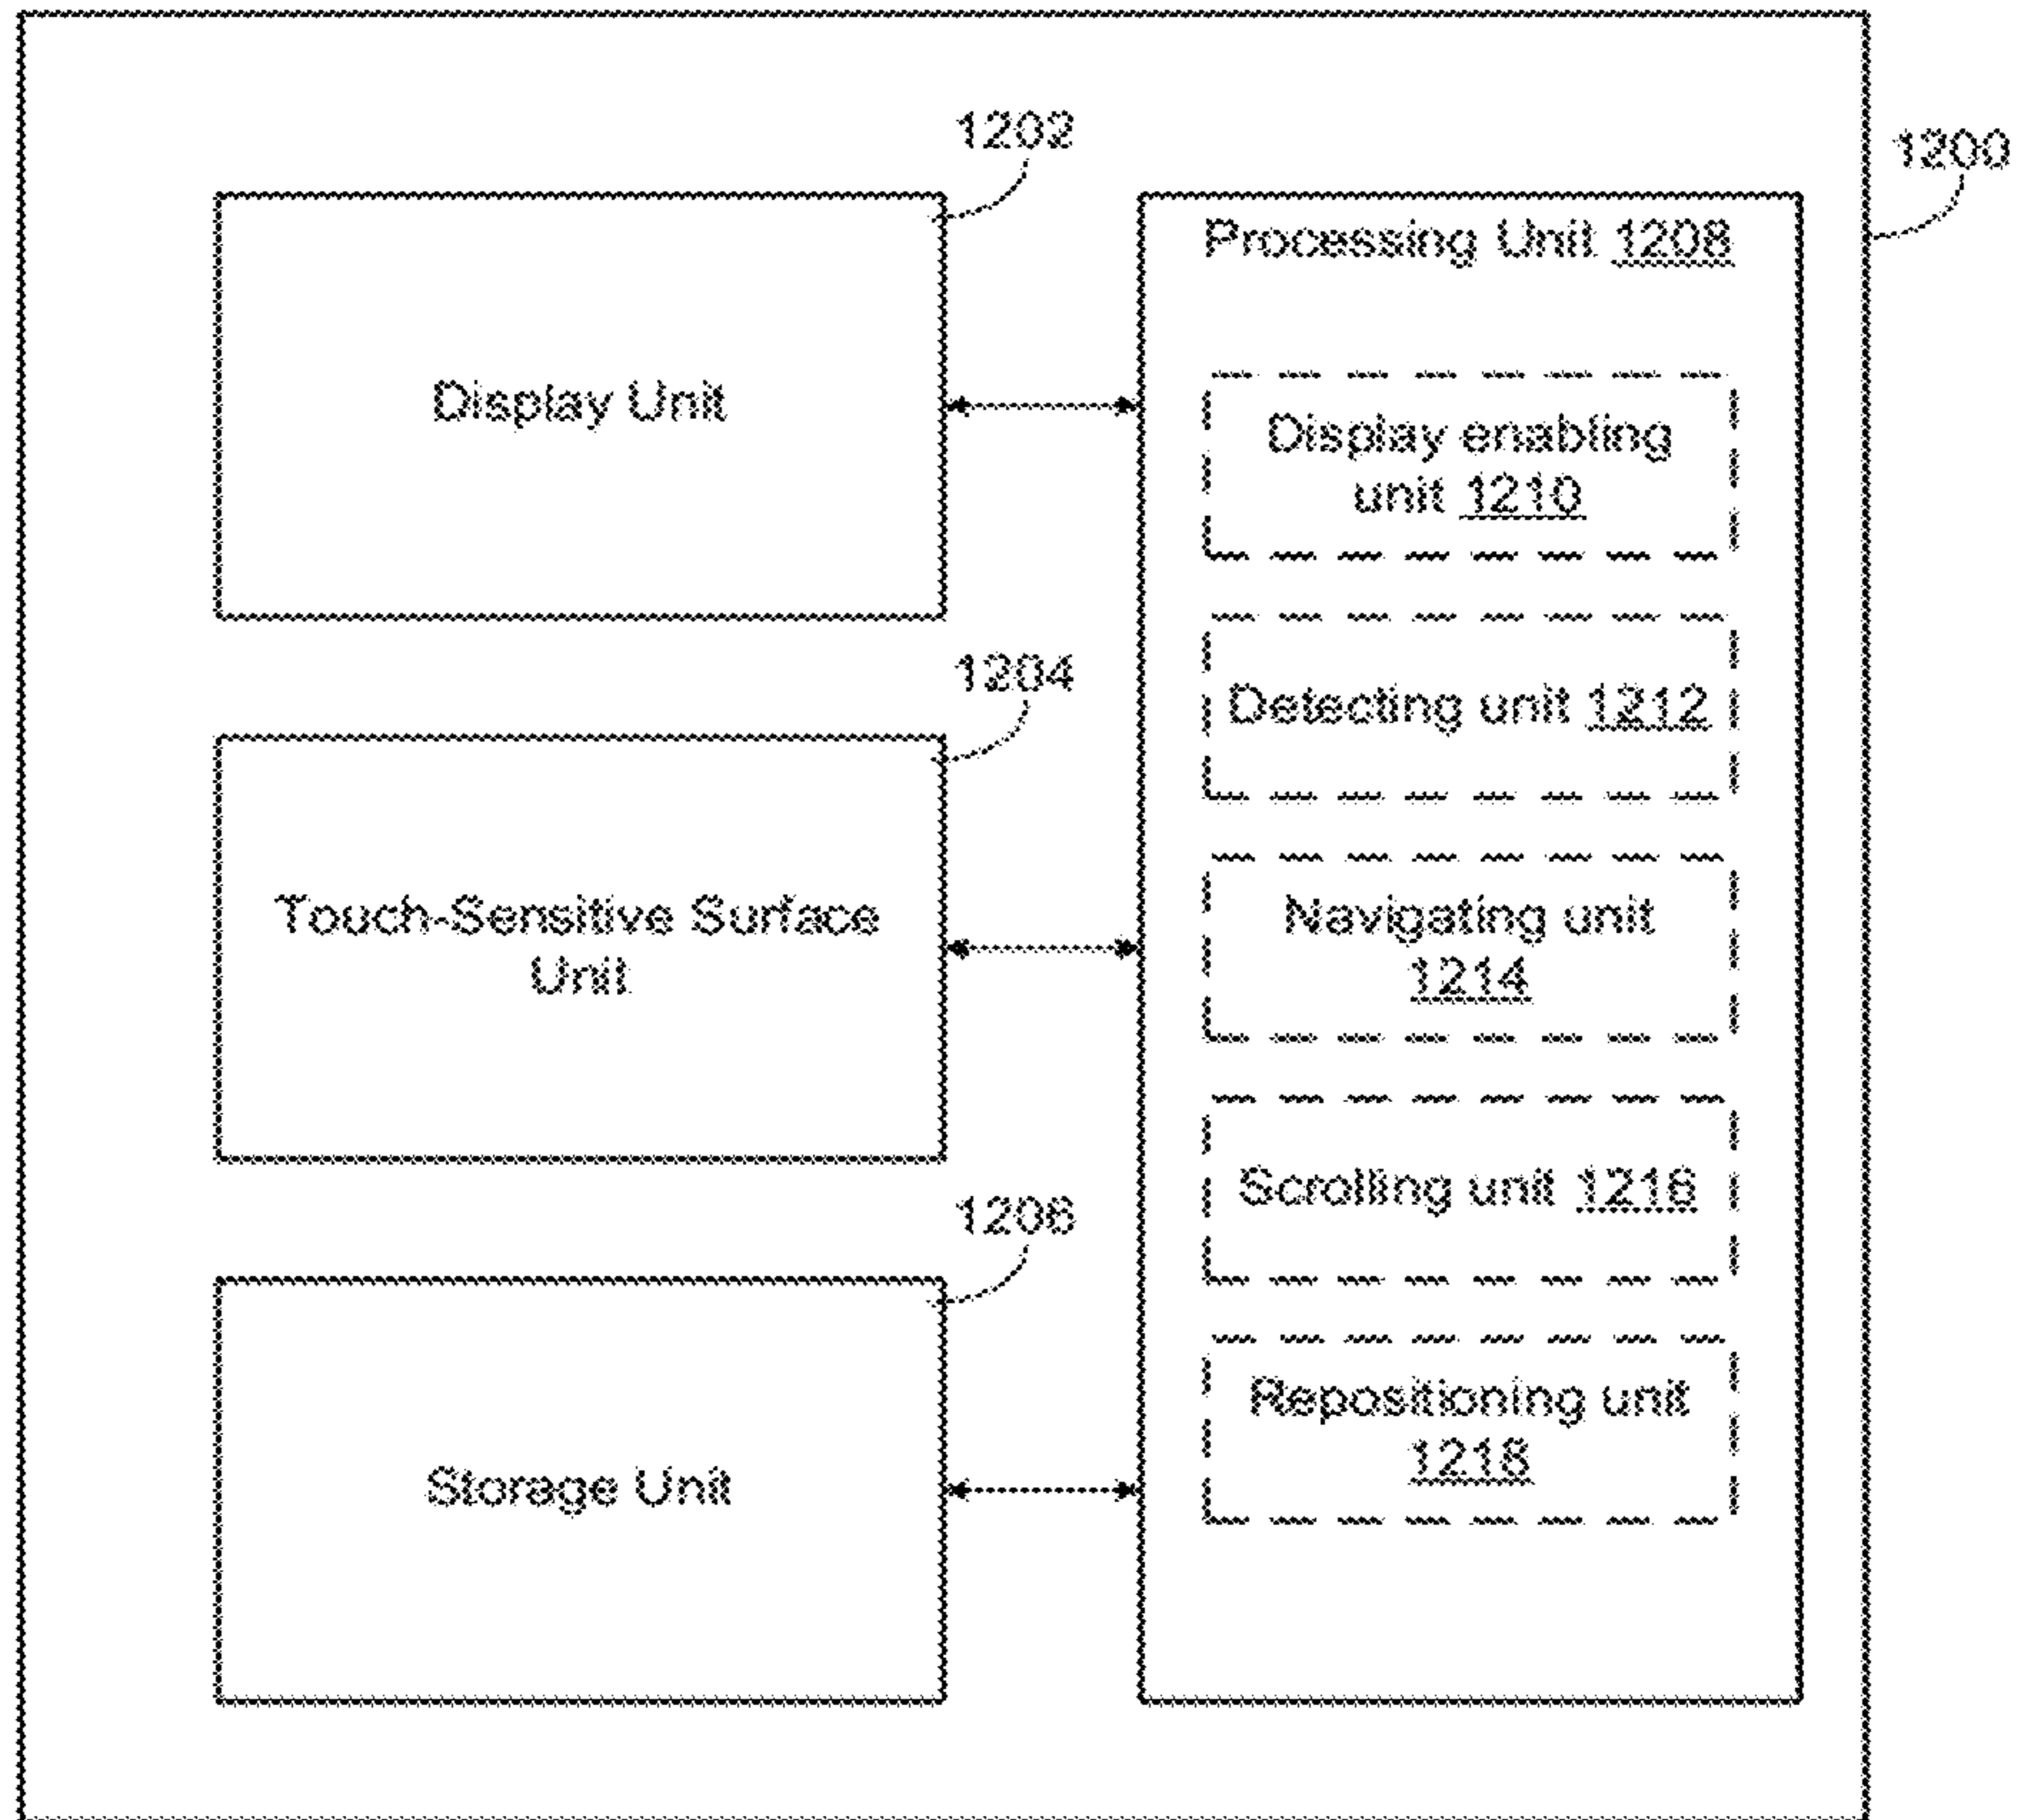 1202
1200
Display Unit
1204
Touch-Sensitive Surface
Unit
1206
Storage Unit
Processing Unit 1208
Display enabling
unit 1210
Detecting unit 1212
Navigating unit
1214
Scrolling unit 1216
Repositioning unit
1218